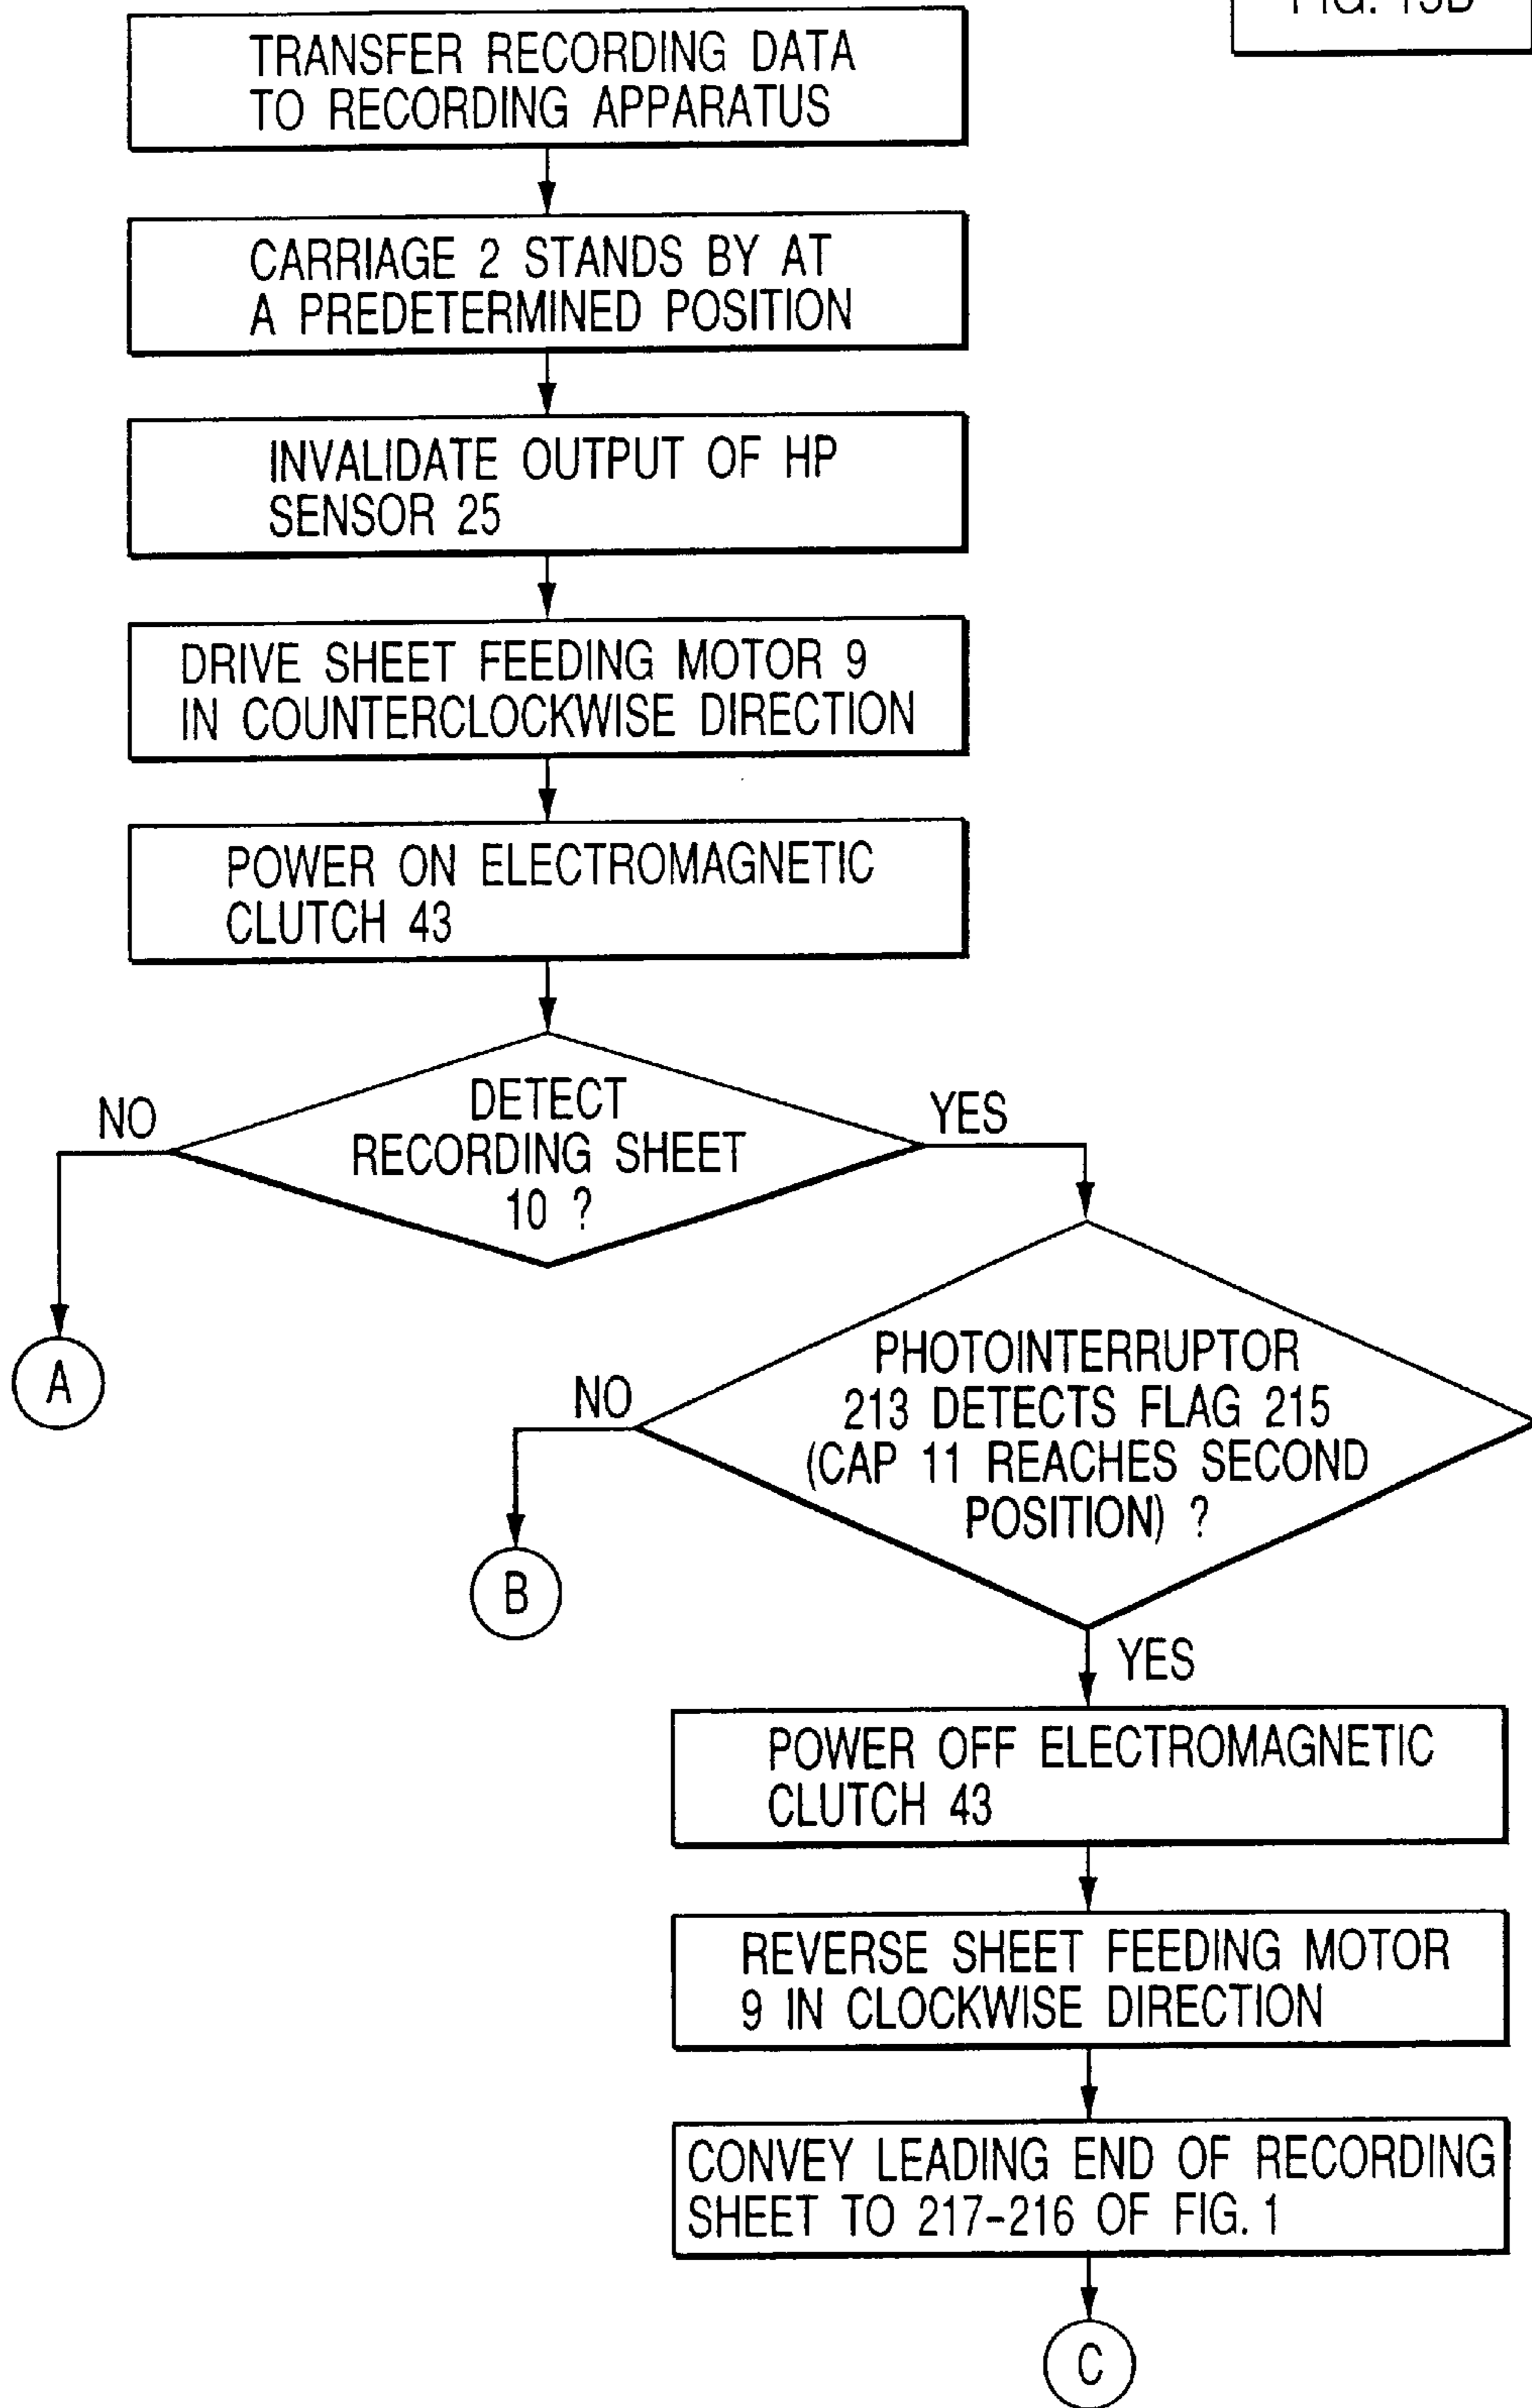 FIG. 13B
TRANSFER RECORDING DATA
TO RECORDING APPARATUS
CARRIAGE 2 STANDS BY AT
A PREDETERMINED POSITION
INVALIDATE OUTPUT OF HP
SENSOR 25
DRIVE SHEET FEEDING MOTOR 9
IN COUNTERCLOCKWISE DIRECTION
POWER ON ELECTROMAGNETIC
CLUTCH 43
DETECT
RECORDING SHEET
10 ?
NO
YES
A
PHOTOINTERRUPTOR
213 DETECTS FLAG 215
(CAP 11 REACHES SECOND
POSITION) ?
NO
B
YES
POWER OFF ELECTROMAGNETIC
CLUTCH 43
REVERSE SHEET FEEDING MOTOR
9 IN CLOCKWISE DIRECTION
CONVEY LEADING END OF RECORDING
SHEET TO 217-216 OF FIG. 1
C